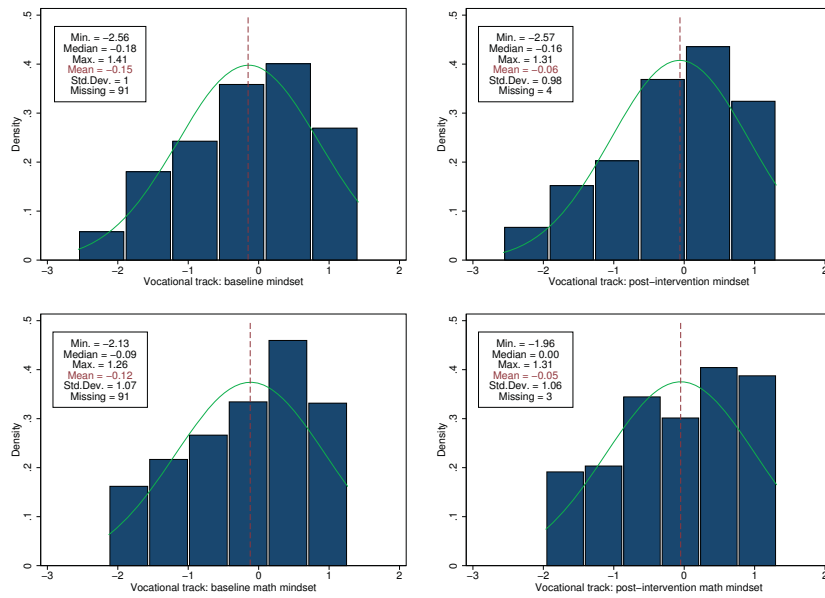 .5
.4
.3
.2
.1
0
Density
Min. = −2.56
Median = −0.18
Max. = 1.41
Mean = −0.15
Std.Dev. = 1
Missing = 91
−3 −2 −1 0 1 2
Vocational track: baseline mindset
.5
.4
.3
.2
.1
0
Density
Min. = −2.57
Median = −0.16
Max. = 1.31
Mean = −0.06
Std.Dev. = 0.98
Missing = 4
−3 −2 −1 0 1 2
Vocational track: post−intervention mindset
.5
.4
.3
.2
.1
0
Density
Min. = −2.13
Median = −0.09
Max. = 1.26
Mean = −0.12
Std.Dev. = 1.07
Missing = 91
−3 −2 −1 0 1 2
Vocational track: baseline math mindset
.5
.4
.3
.2
.1
0
Density
Min. = −1.96
Median = 0.00
Max. = 1.31
Mean = −0.05
Std.Dev. = 1.06
Missing = 3
−3 −2 −1 0 1 2
Vocational track: post−intervention math mindset